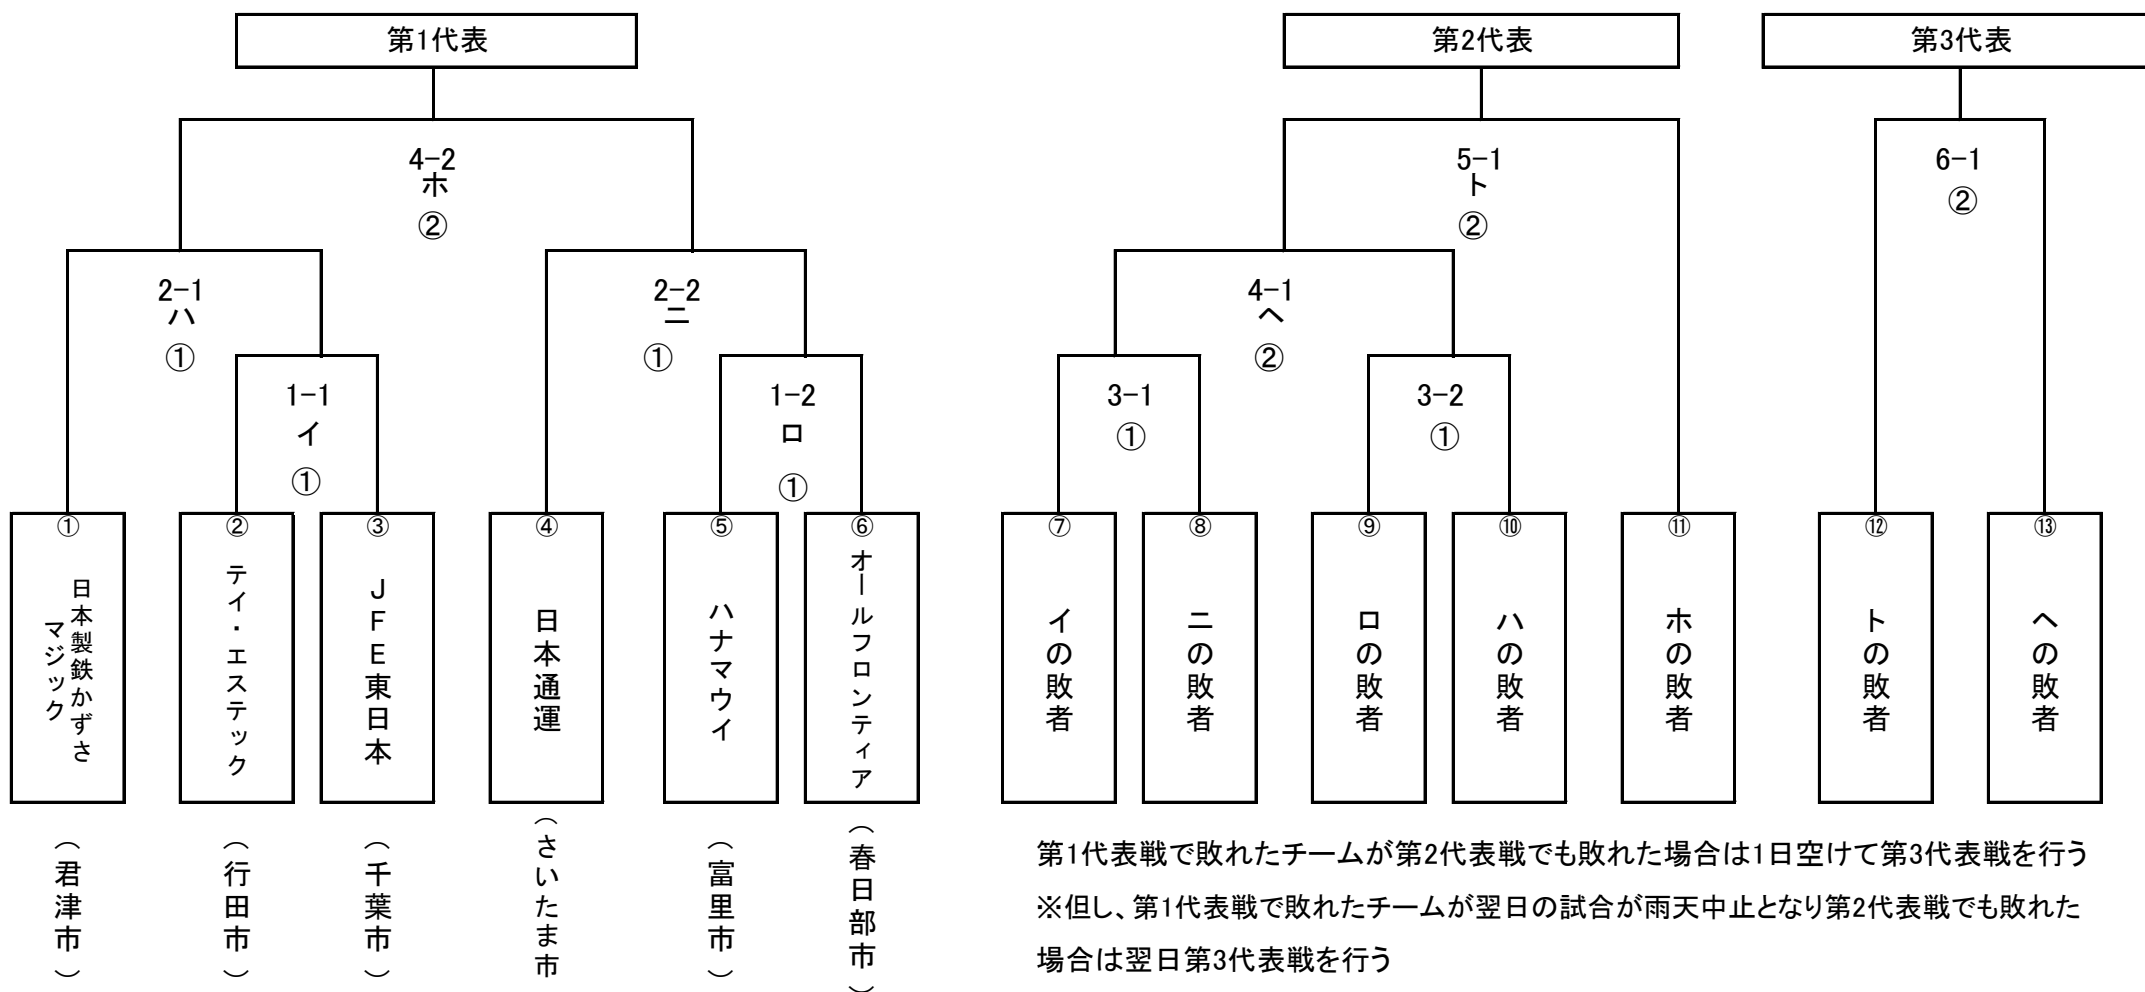 第1代表
第2代表
第3代表
4-2
ホ
②
5-1
ト
②
6-1
②
2-1
ハ
①
2-2
ニ
①
4-1
ヘ
②
1-1
イ
①
1-2
ロ
①
3-1
①
3-2
①
①
日本製鉄かずさ
マジック
（君津市）
②
テイ・エステック
（行田市）
③
JFE東日本
（千葉市）
④
日本通運
（さいたま市
⑤
ハナマウイ
（富里市）
⑥
オールフロンティア
（春日部市）
⑦
イの敗者
⑧
ニの敗者
⑨
ロの敗者
⑩
ハの敗者
⑪
ホの敗者
⑫
トの敗者
⑬
ヘの敗者
第1代表戦で敗れたチームが第2代表戦でも敗れた場合は1日空けて第3代表戦を行う
※但し、第1代表戦で敗れたチームが翌日の試合が雨天中止となり第2代表戦でも敗れた
場合は翌日第3代表戦を行う